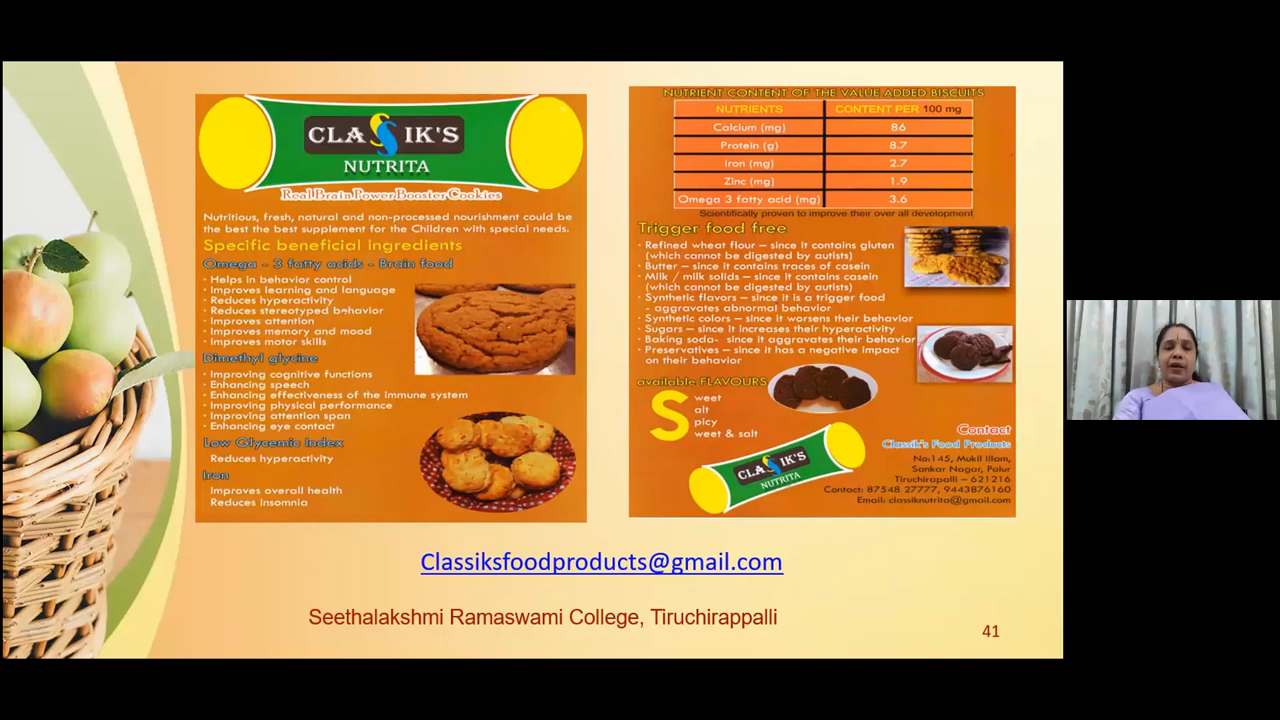 CLASSIK'S
NUTRITA
Real Brain Power Booster Cookies
Nutritious, fresh, natural and non-processed nourishment could be
the best the best supplement for the Children with special needs.
Specific beneficial ingredients
Omega - 3 fatty acids - Brain food
· Helps in behavior control
· Improves learning and language
· Reduces hyperactivity
· Reduces stereotyped behavior
· Improves attention
· Improves memory and mood
· Improves motor skills
Dimethyl glycine
· Improving cognitive functions
· Enhancing speech
· Enhancing effectiveness of the immune system
· Improving physical performance
· Improving attention span
· Enhancing eye contact
Low Glycemic Index
Reduces hyperactivity
Iron
Improves overall health
Reduces insomnia
NUTRIENT CONTENT OF THE VALUE ADDED BISCUITS
NUTRIENTS CONTENT PER 100 mg
Calcium (mg) 86
Protein (g) 8.7
Iron (mg) 2.7
Zinc (mg) 1.9
Omega 3 fatty acid (mg) 3.6
Scientifically proven to improve their over all development
Trigger food free
· Refined wheat flour – since it contains gluten
(which cannot be digested by autists)
· Butter – since it contains traces of casein
· Milk / milk solids – since it contains casein
(which cannot be digested by autists)
· Synthetic flavors – since it is a trigger food
- aggravates abnormal behavior
· Synthetic colors – since it worsens their behavior
· Sugars – since it increases their hyperactivity
· Baking soda- since it aggravates their behavior
· Preservatives – since it has a negative impact
on their behavior
available FLAVOURS
S weet
alt
picy
weet & salt
CLASSIK'S
NUTRITA
Contact
Classik's Food Products
No:145, Mukil Illam,
Sankar Nagar, Palur
Tiruchirapalli – 621216
Contact: 87548 27777, 9443876160
Email: classiknutrita@gmail.com
Classiksfoodproducts@gmail.com
Seethalakshmi Ramaswami College, Tiruchirappalli
41